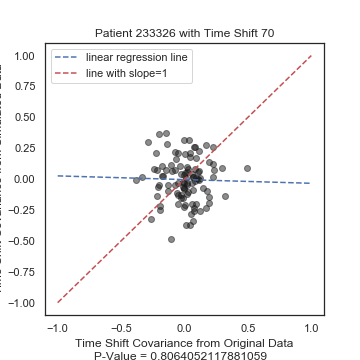 Patient 233326 with Time Shift 70
linear regression line
line with slope=1
1.00
0.75
0.50
0.25
0.00
−0.25
−0.50
−0.75
−1.00
−1.0 −0.5 0.0 0.5 1.0
Time Shift Covariance from Original Data
P-Value = 0.8064052117881059